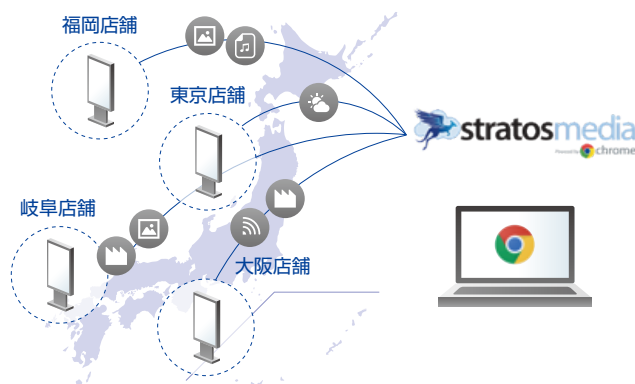 福岡店舗
東京店舗
stratosmedia
Powered by chrome
岐阜店舗
大阪店舗